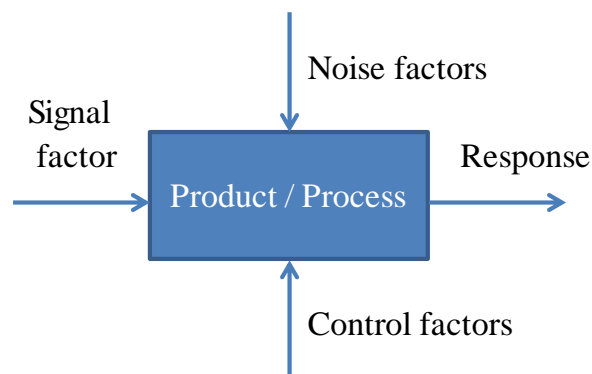 Noise factors
Signal
factor
Product / Process
Response
Control factors